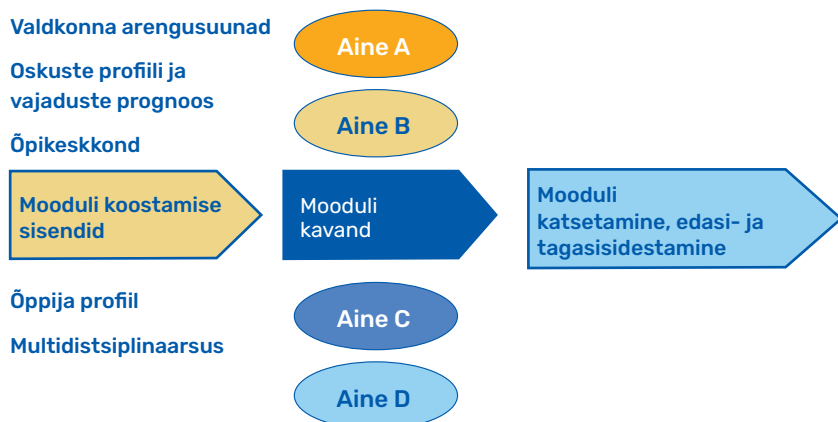 Valdkonna arengusuunad
Oskuste profiili ja
vajaduste prognoos
Õpikeskkond
Aine A
Aine B
Mooduli koostamise
sisendid
Mooduli
kavand
Mooduli
katsetamine, edasi- ja
tagasisidestamine
Õppija profiil
Multidistsiplinaarsus
Aine C
Aine D